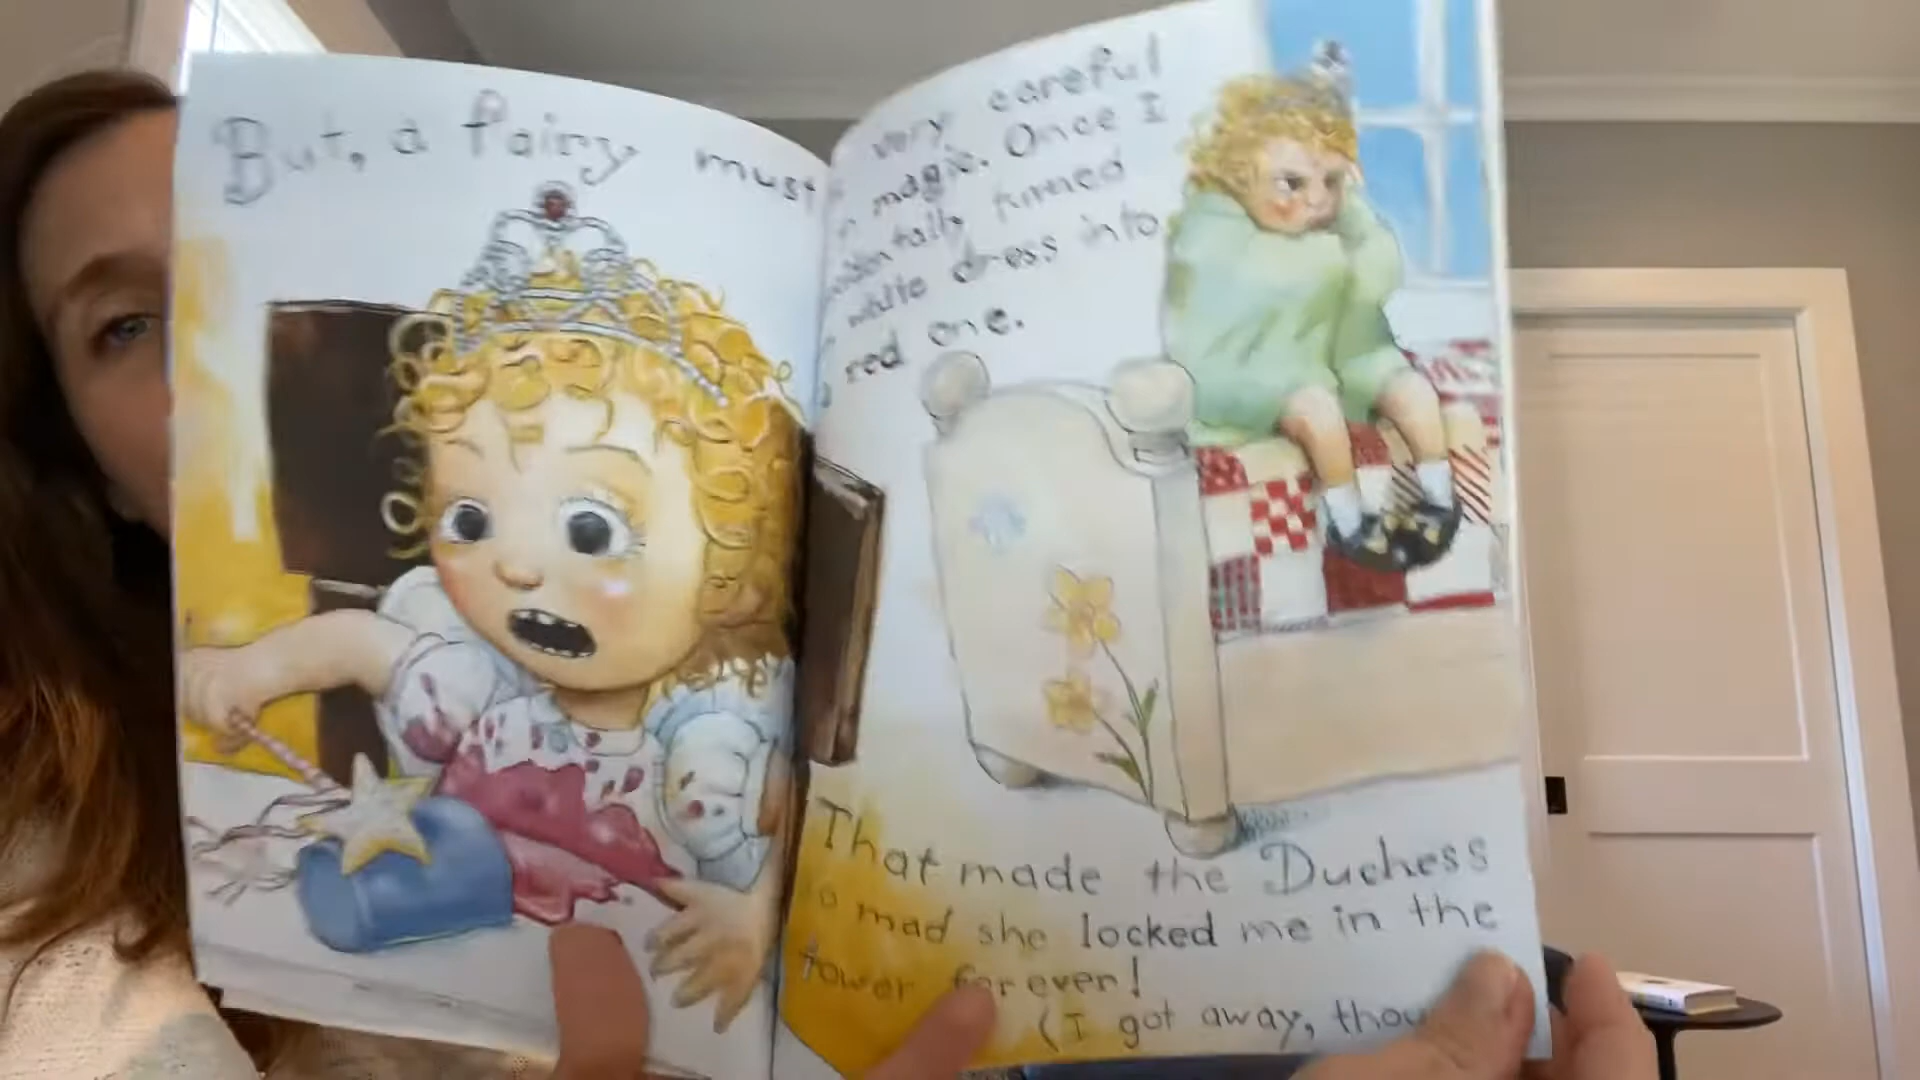 But, a fairy must
very careful
magic. Once I
turned
white dress into
red one.
That made the Duchess
mad she locked me in the
tower forever!
(I got away,